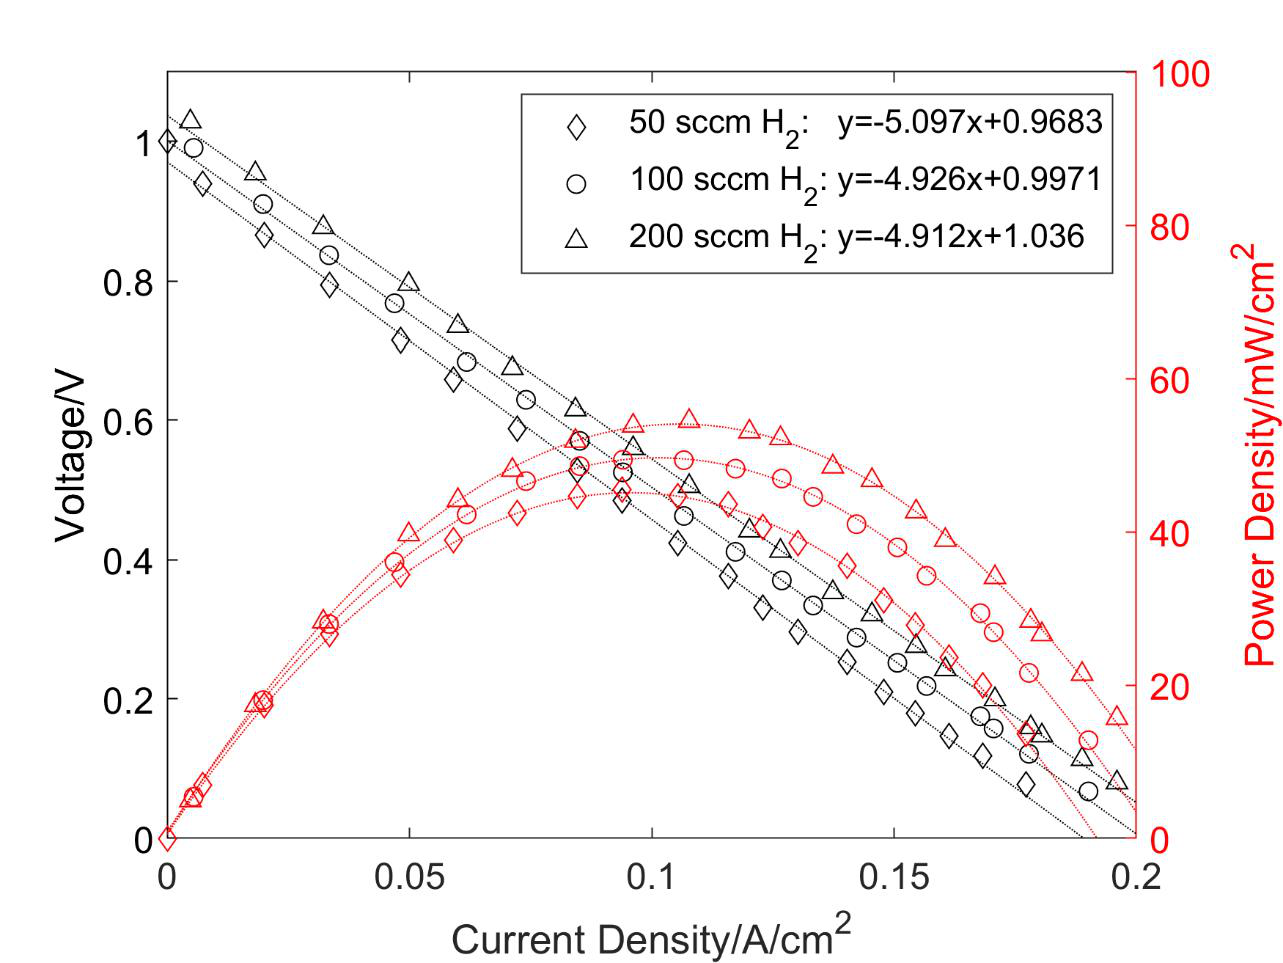 50 sccm H2: y=-5.097x+0.9683
100 sccm H2: y=-4.926x+0.9971
200 sccm H2: y=-4.912x+1.036
1
0.8
0.6
0.4
0.2
0
Voltage/V
100
80
60
40
20
0
Power Density/mW/cm2
0 0.05 0.1 0.15 0.2
Current Density/A/cm2